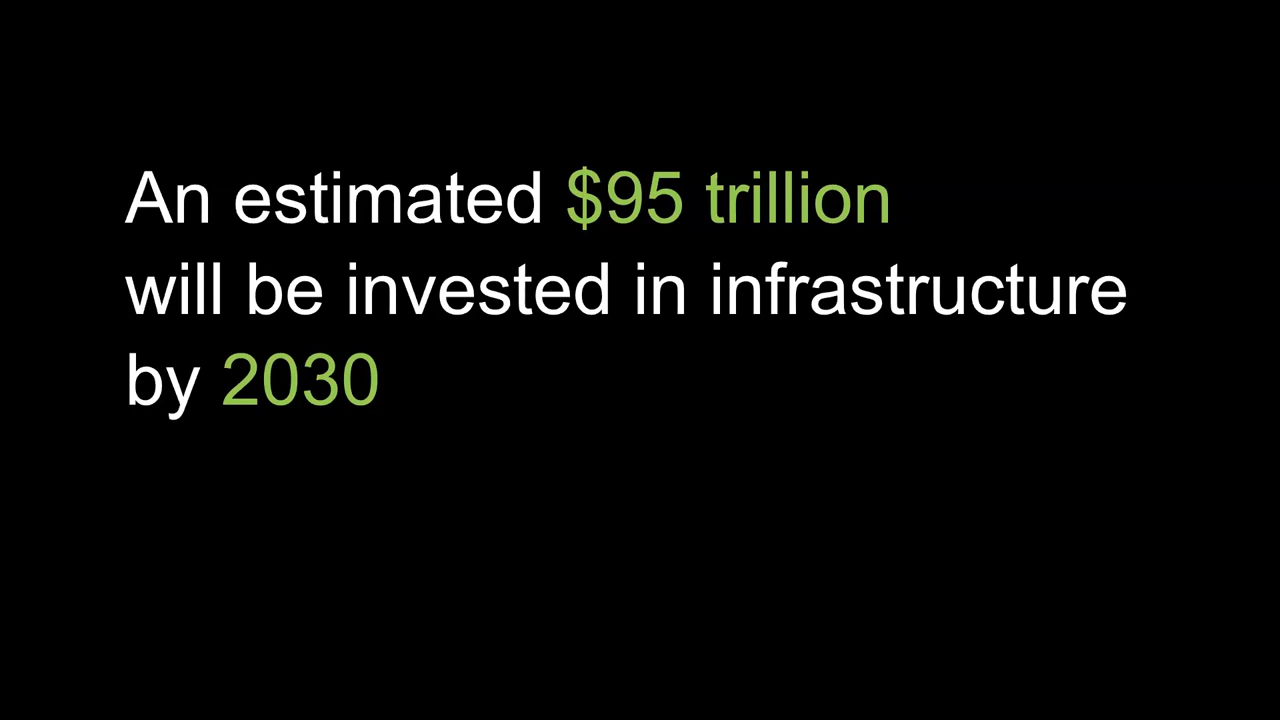 An estimated $95 trillion
will be invested in infrastructure
by 2030